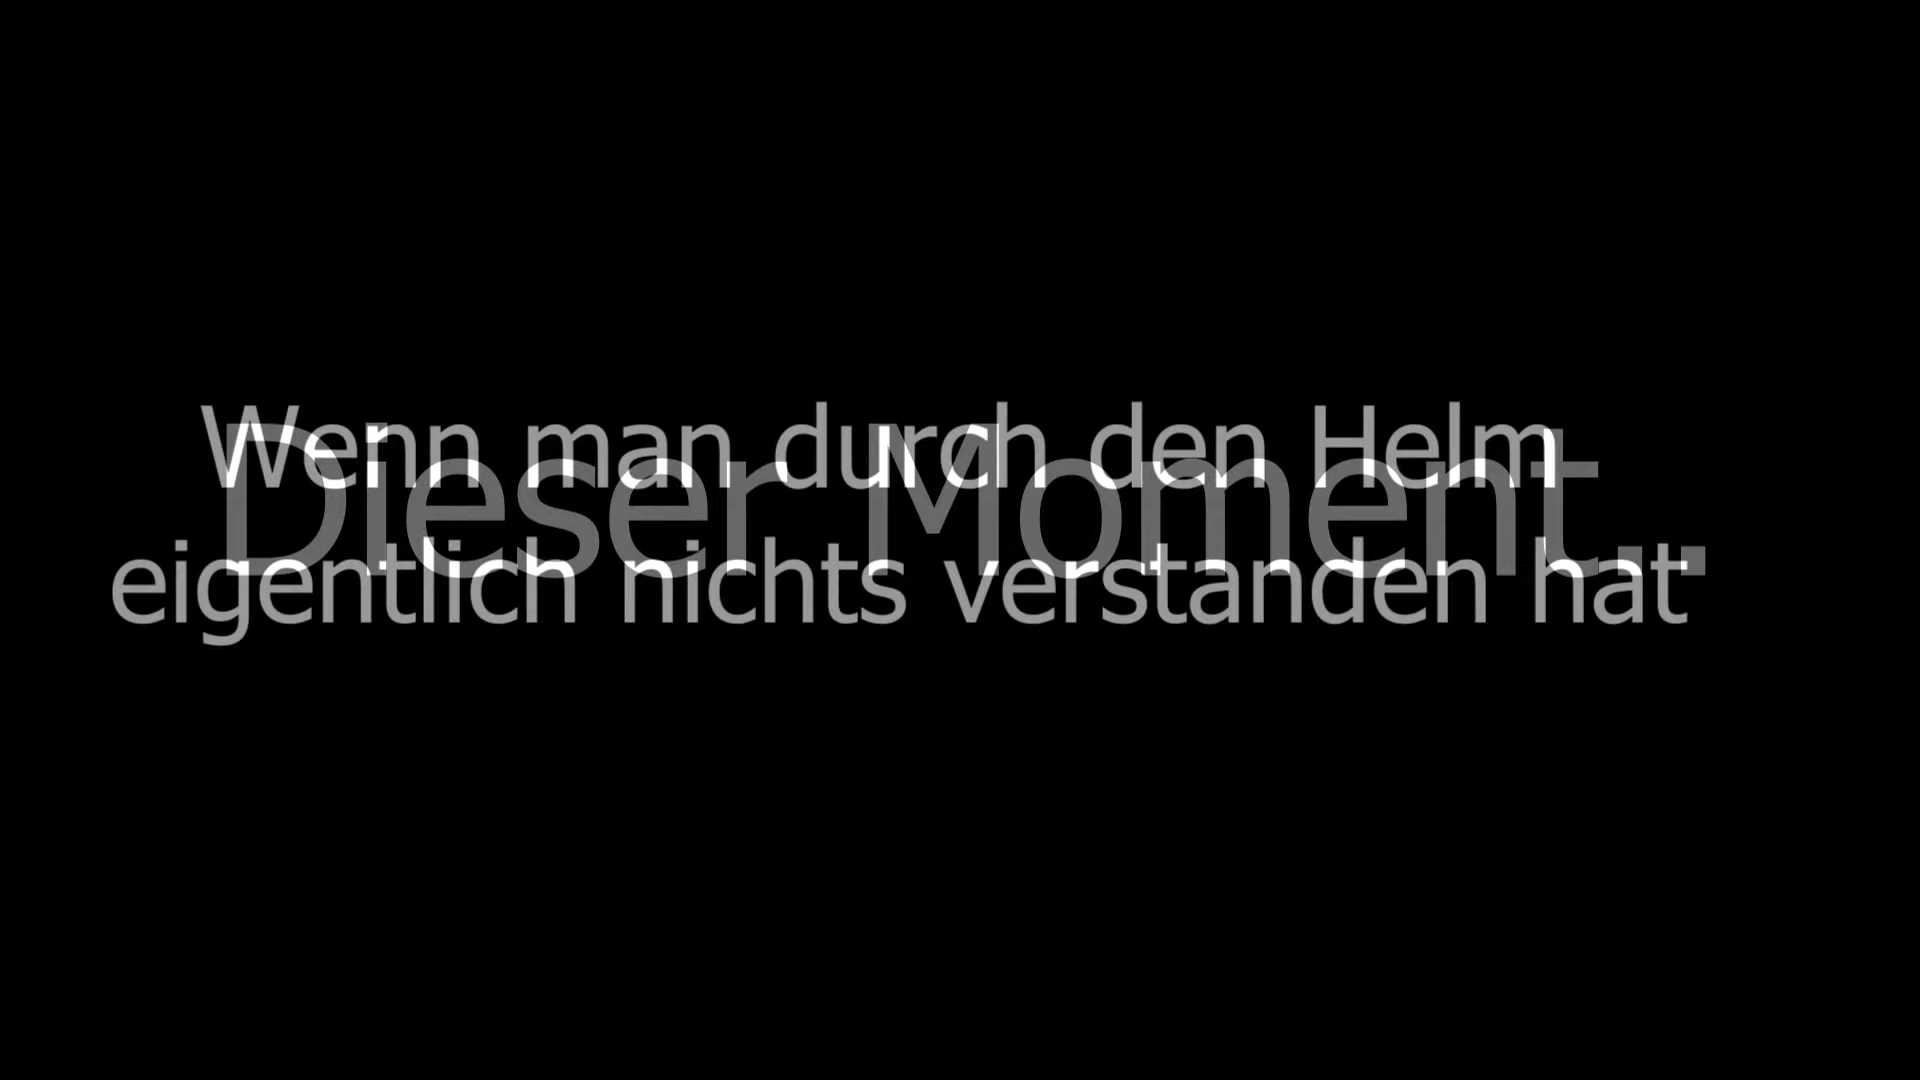 Dieser Moment..
Wenn man durch den Helm
eigentlich nichts verstanden hat